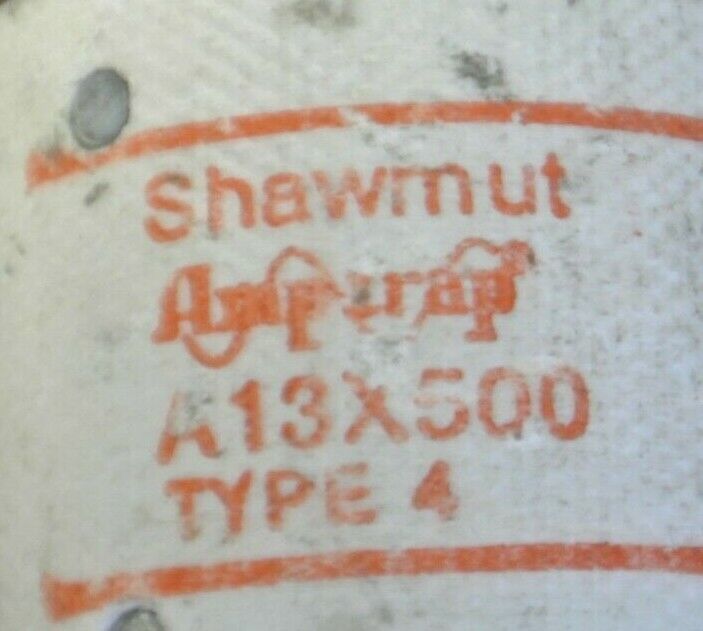 Shawmut
Amp-trap
A13X500
TYPE 4